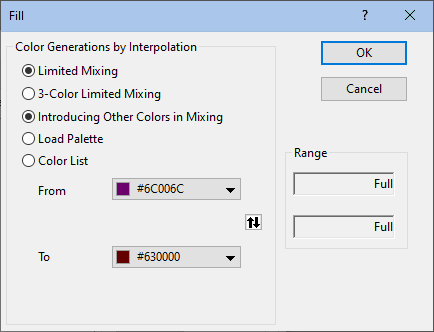 Fill
?
Color Generations by Interpolation
Limited Mixing
3-Color Limited Mixing
Introducing Other Colors in Mixing
Load Palette
Color List
From
#6C006C
To
#630000
OK
Cancel
Range
Full
Full